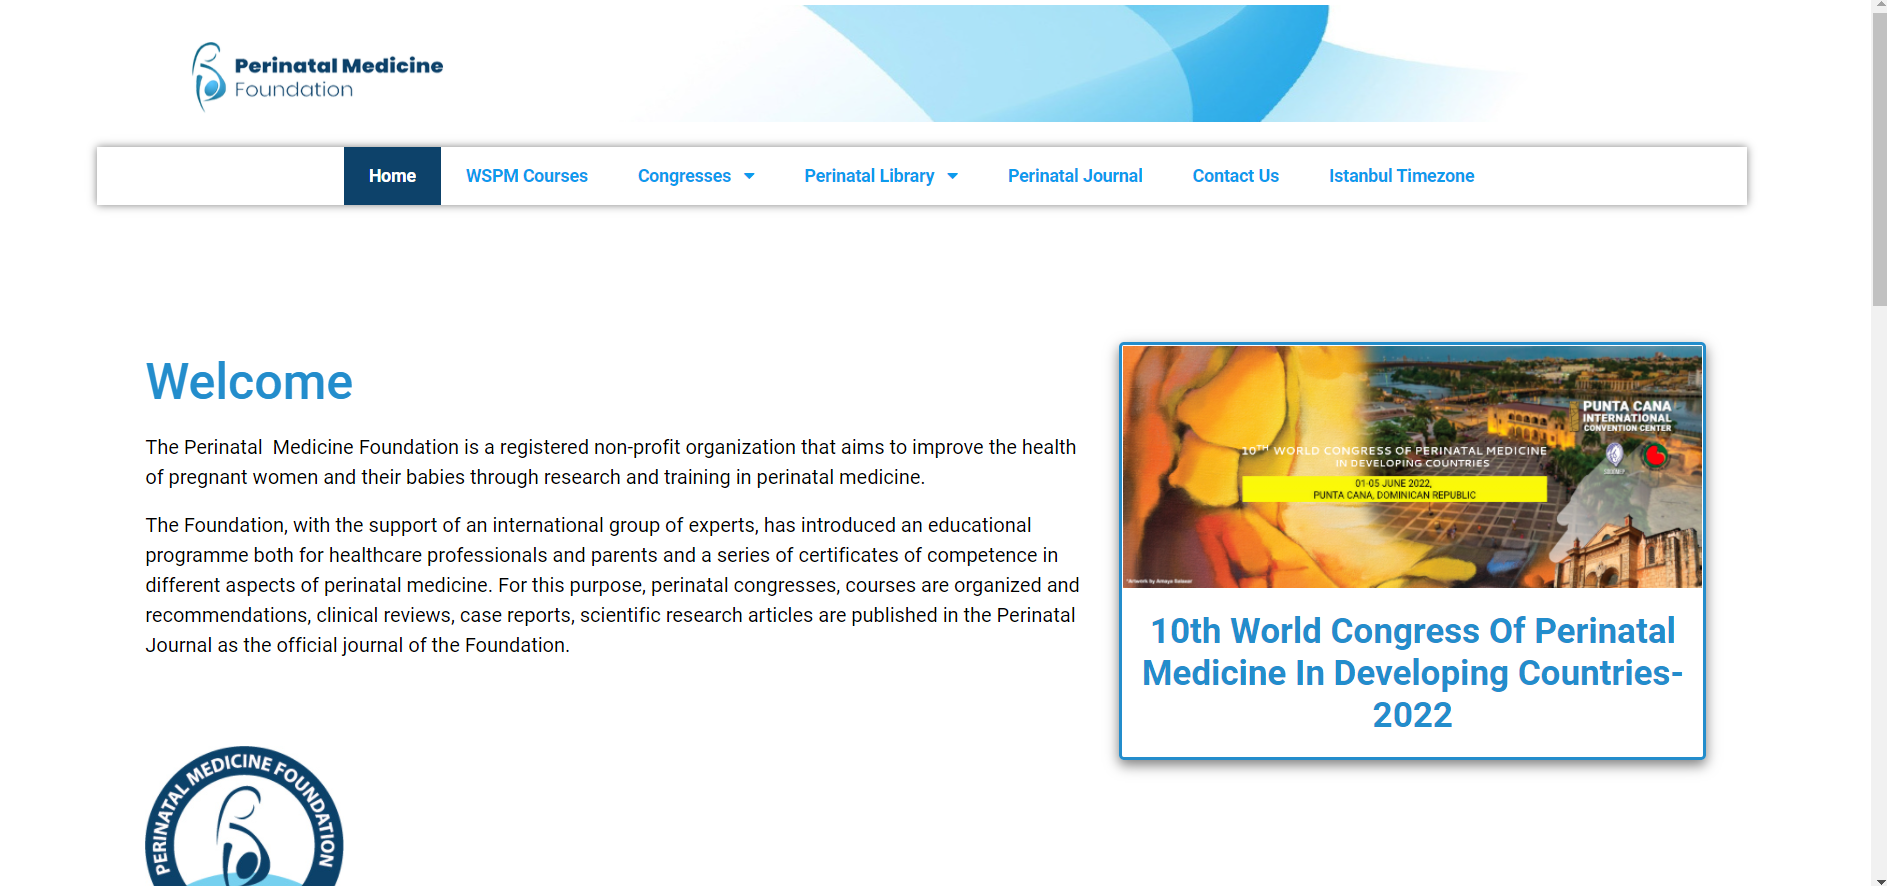 Perinatal Medicine
Foundation
Home
WSPM Courses
Congresses
Perinatal Library
Perinatal Journal
Contact Us
Istanbul Timezone
Welcome
The Perinatal  Medicine Foundation is a registered non-profit organization that aims to improve the health
of pregnant women and their babies through research and training in perinatal medicine.
The Foundation, with the support of an international group of experts, has introduced an educational
programme both for healthcare professionals and parents and a series of certificates of competence in
different aspects of perinatal medicine. For this purpose, perinatal congresses, courses are organized and
recommendations, clinical reviews, case reports, scientific research articles are published in the Perinatal
Journal as the official journal of the Foundation.
PERINATAL MEDICINE FOUNDATION
PUNTA CANA
INTERNATIONAL
CONVENTION CENTER
10TH WORLD CONGRESS OF PERINATAL MEDICINE
IN DEVELOPING COUNTRIES
01-05 JUNE 2022,
PUNTA CANA, DOMINICAN REPUBLIC
*Artwork by Amaya Salazar
10th World Congress Of Perinatal
Medicine In Developing Countries-
2022